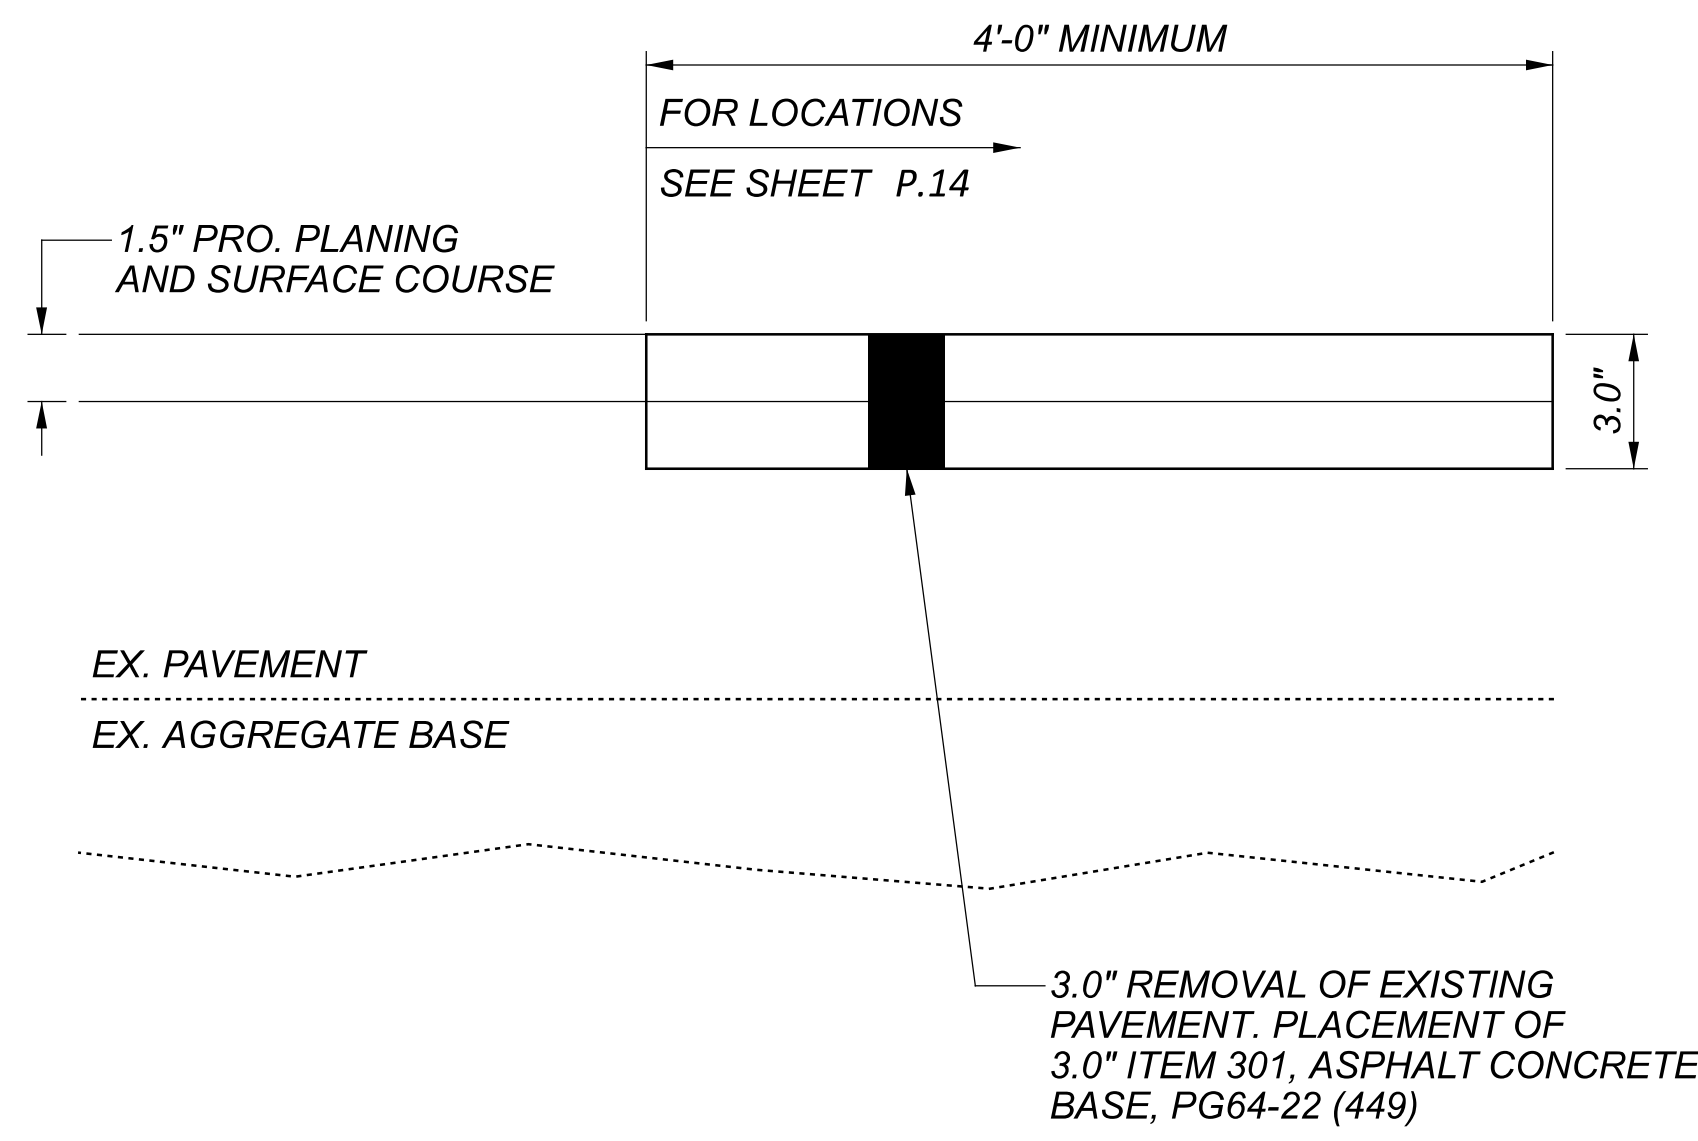 4'-0" MINIMUM
FOR LOCATIONS
SEE SHEET P.14
1.5" PRO. PLANING
AND SURFACE COURSE
3.0"
EX. PAVEMENT
EX. AGGREGATE BASE
3.0" REMOVAL OF EXISTING
PAVEMENT. PLACEMENT OF
3.0" ITEM 301, ASPHALT CONCRETE
BASE, PG64-22 (449)